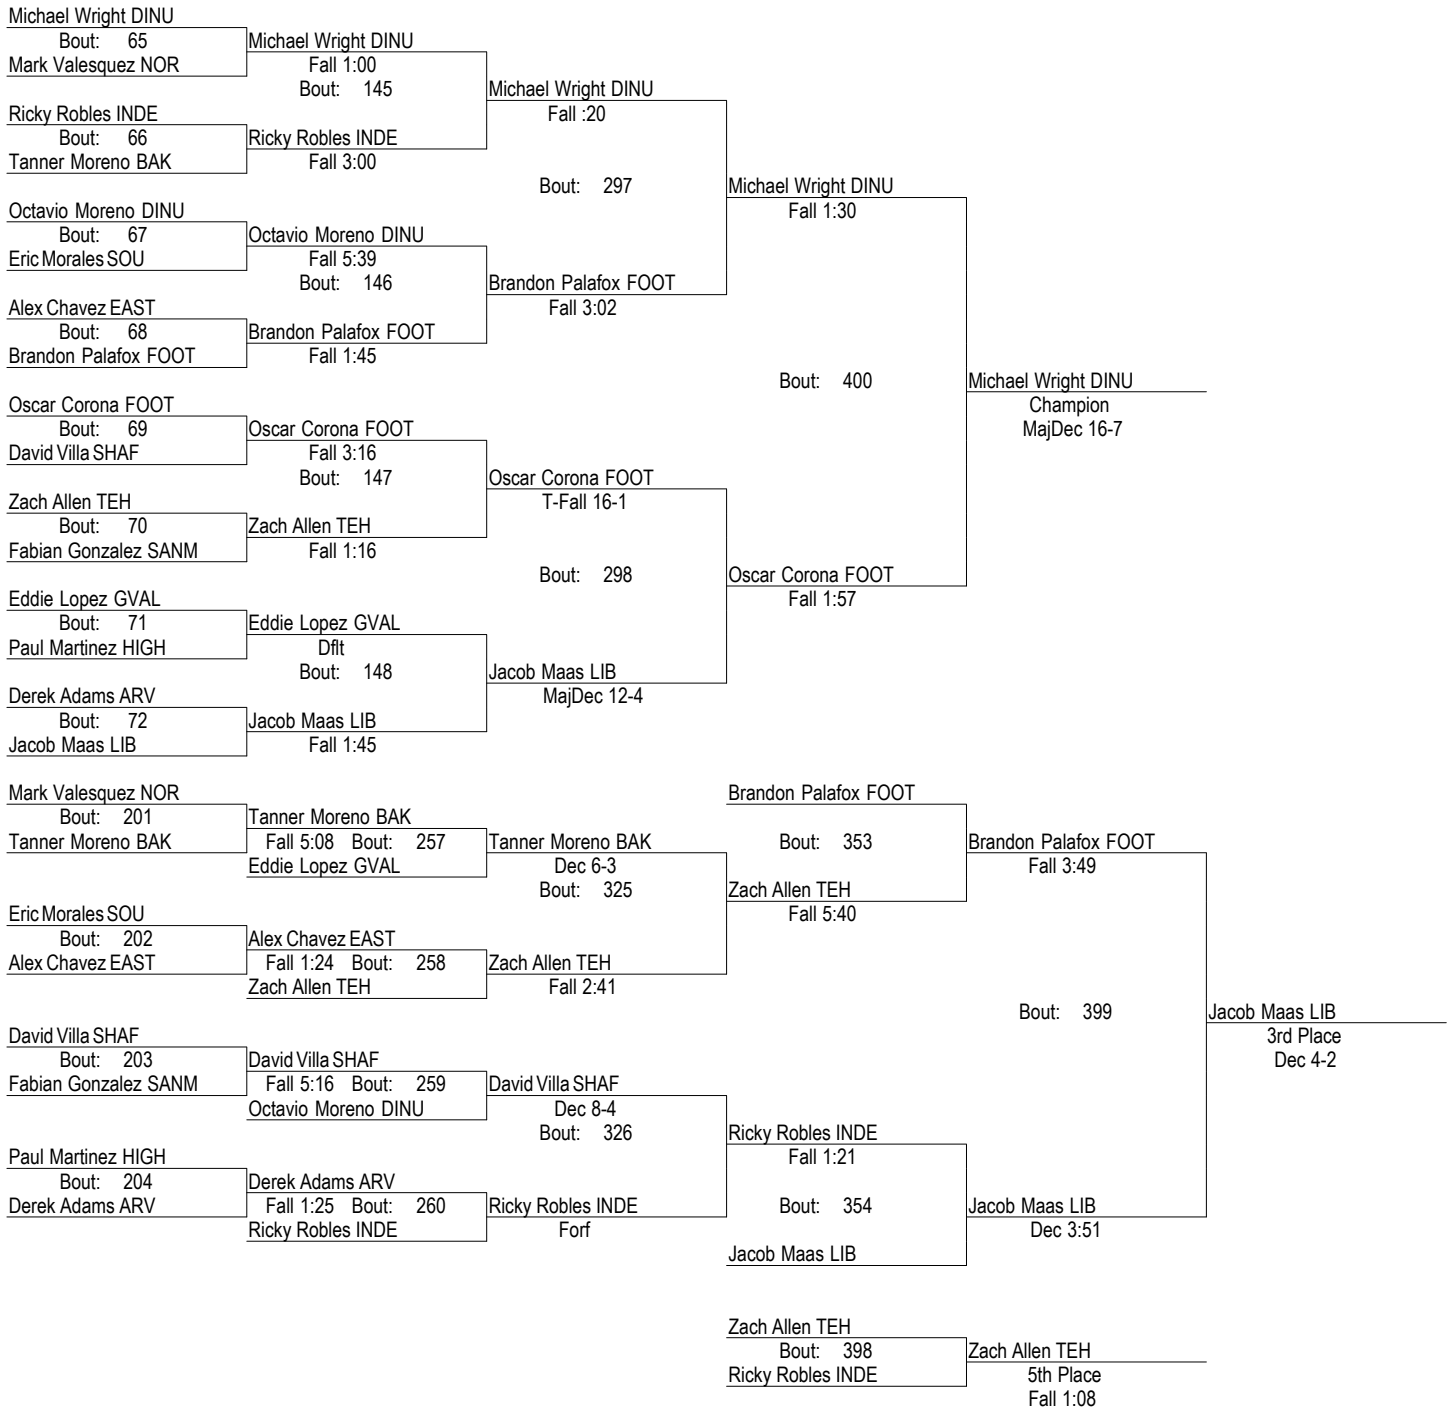 Michael Wright DINU
Bout: 65 Michael Wright DINU
Mark Valesquez NOR Fall 1:00
Bout: 145 Michael Wright DINU
Ricky Robles INDE Fall :20
Bout: 66 Ricky Robles INDE
Tanner Moreno BAK Fall 3:00
Bout: 297 Michael Wright DINU
Octavio Moreno DINU Fall 1:30
Bout: 67 Octavio Moreno DINU
Eric Morales SOU Fall 5:39
Bout: 146 Brandon Palafox FOOT
Alex Chavez EAST Fall 3:02
Bout: 68 Brandon Palafox FOOT
Brandon Palafox FOOT Fall 1:45
Bout: 400 Michael Wright DINU
Oscar Corona FOOT Champion
Bout: 69 Oscar Corona FOOT MajDec 16-7
David Villa SHAF Fall 3:16
Bout: 147 Oscar Corona FOOT
Zach Allen TEH T-Fall 16-1
Bout: 70 Zach Allen TEH
Fabian Gonzalez SANM Fall 1:16
Bout: 298 Oscar Corona FOOT
Eddie Lopez GVAL Fall 1:57
Bout: 71 Eddie Lopez GVAL
Paul Martinez HIGH Dflt
Bout: 148 Jacob Maas LIB
Derek Adams ARV MajDec 12-4
Bout: 72 Jacob Maas LIB
Jacob Maas LIB Fall 1:45
Mark Valesquez NOR Brandon Palafox FOOT
Bout: 201 Tanner Moreno BAK
Tanner Moreno BAK Fall 5:08 Bout: 257 Tanner Moreno BAK Bout: 353 Brandon Palafox FOOT
Eddie Lopez GVAL Dec 6-3 Fall 3:49
Bout: 325 Zach Allen TEH
Eric Morales SOU Fall 5:40
Bout: 202 Alex Chavez EAST
Alex Chavez EAST Fall 1:24 Bout: 258 Zach Allen TEH
Zach Allen TEH Fall 2:41
Bout: 399 Jacob Maas LIB
David Villa SHAF 3rd Place
Bout: 203 David Villa SHAF Dec 4-2
Fabian Gonzalez SANM Fall 5:16 Bout: 259 David Villa SHAF
Octavio Moreno DINU Dec 8-4
Bout: 326 Ricky Robles INDE
Paul Martinez HIGH Fall 1:21
Bout: 204 Derek Adams ARV
Derek Adams ARV Fall 1:25 Bout: 260 Ricky Robles INDE Bout: 354 Jacob Maas LIB
Ricky Robles INDE Forf Dec 3:51
Jacob Maas LIB
Zach Allen TEH
Bout: 398 Zach Allen TEH
Ricky Robles INDE 5th Place
Fall 1:08